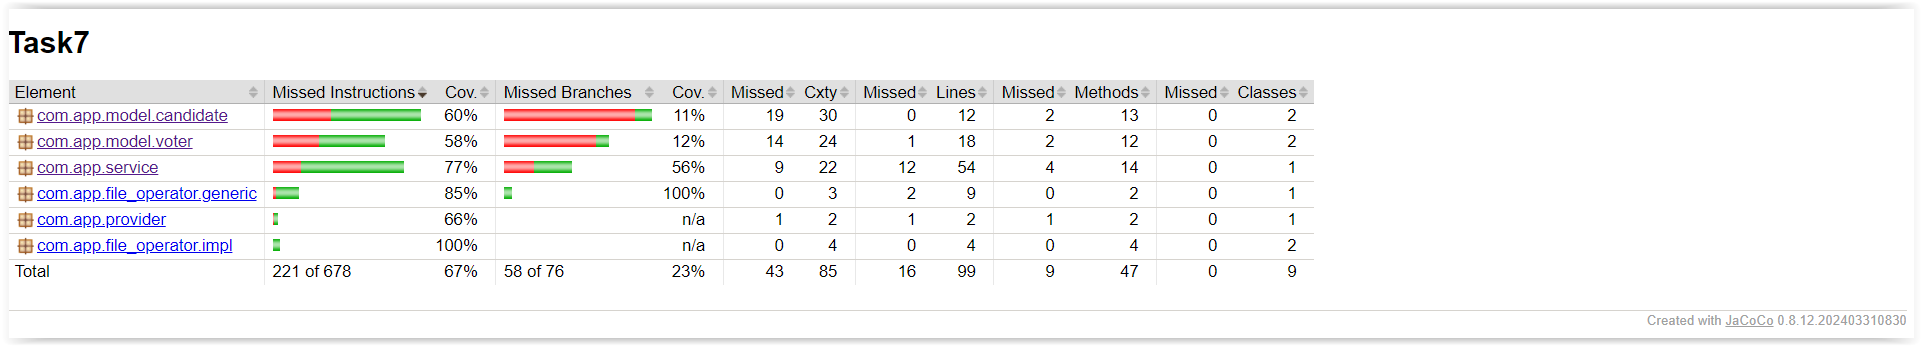 Task7
Element Missed Instructions Cov. Missed Branches Cov. Missed Cxty Missed Lines Missed Methods Missed Classes
com.app.model.candidate 60% 11% 19 30 0 12 2 13 0 2
com.app.model.voter 58% 12% 14 24 1 18 2 12 0 2
com.app.service 77% 56% 9 22 12 54 4 14 0 1
com.app.file_operator.generic 85% 100% 0 3 2 9 0 2 0 1
com.app.provider 66% n/a 1 2 1 2 1 2 0 1
com.app.file_operator.impl 100% n/a 0 4 0 4 0 4 0 2
Total 221 of 678 67% 58 of 76 23% 43 85 16 99 9 47 0 9
Created with JaCoCo 0.8.12.202403310830